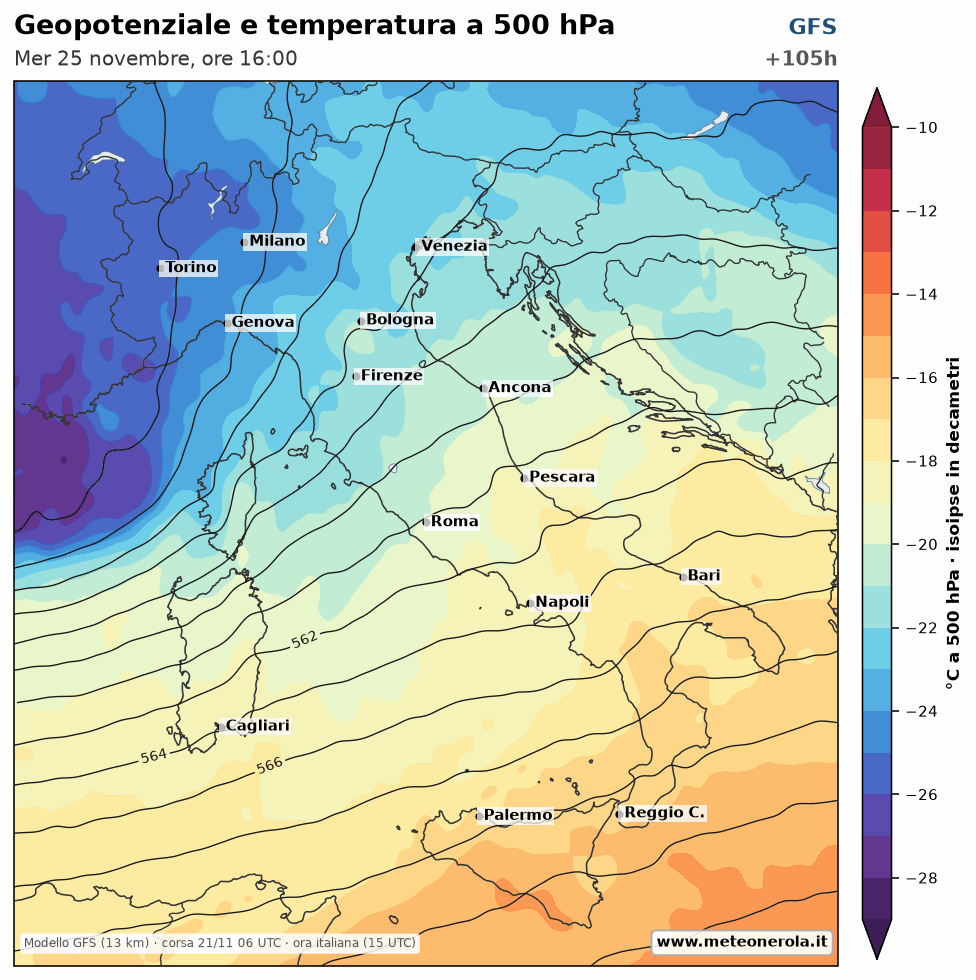 Geopotenziale e temperatura a 500 hPa
GFS
Mer 25 novembre, ore 16:00
+105h
Milano
Venezia
Torino
Genova
Bologna
Firenze
Ancona
Pescara
Roma
Bari
Napoli
562
Cagliari
564
566
Palermo
Reggio C.
−10
−12
−14
−16
−18
−20
−22
−24
−26
−28
°C a 500 hPa · isoipse in decametri
Modello GFS (13 km) · corsa 21/11 06 UTC · ora italiana (15 UTC)
www.meteonerola.it